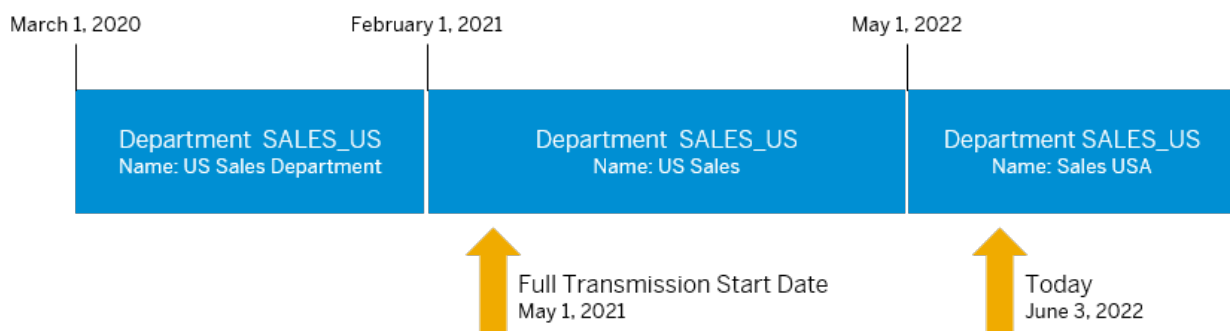 March 1, 2020
February 1, 2021
May 1, 2022
Department SALES_US
Name: US Sales Department
Department SALES_US
Name: US Sales
Department SALES_US
Name: Sales USA
Full Transmission Start Date
May 1, 2021
Today
June 3, 2022